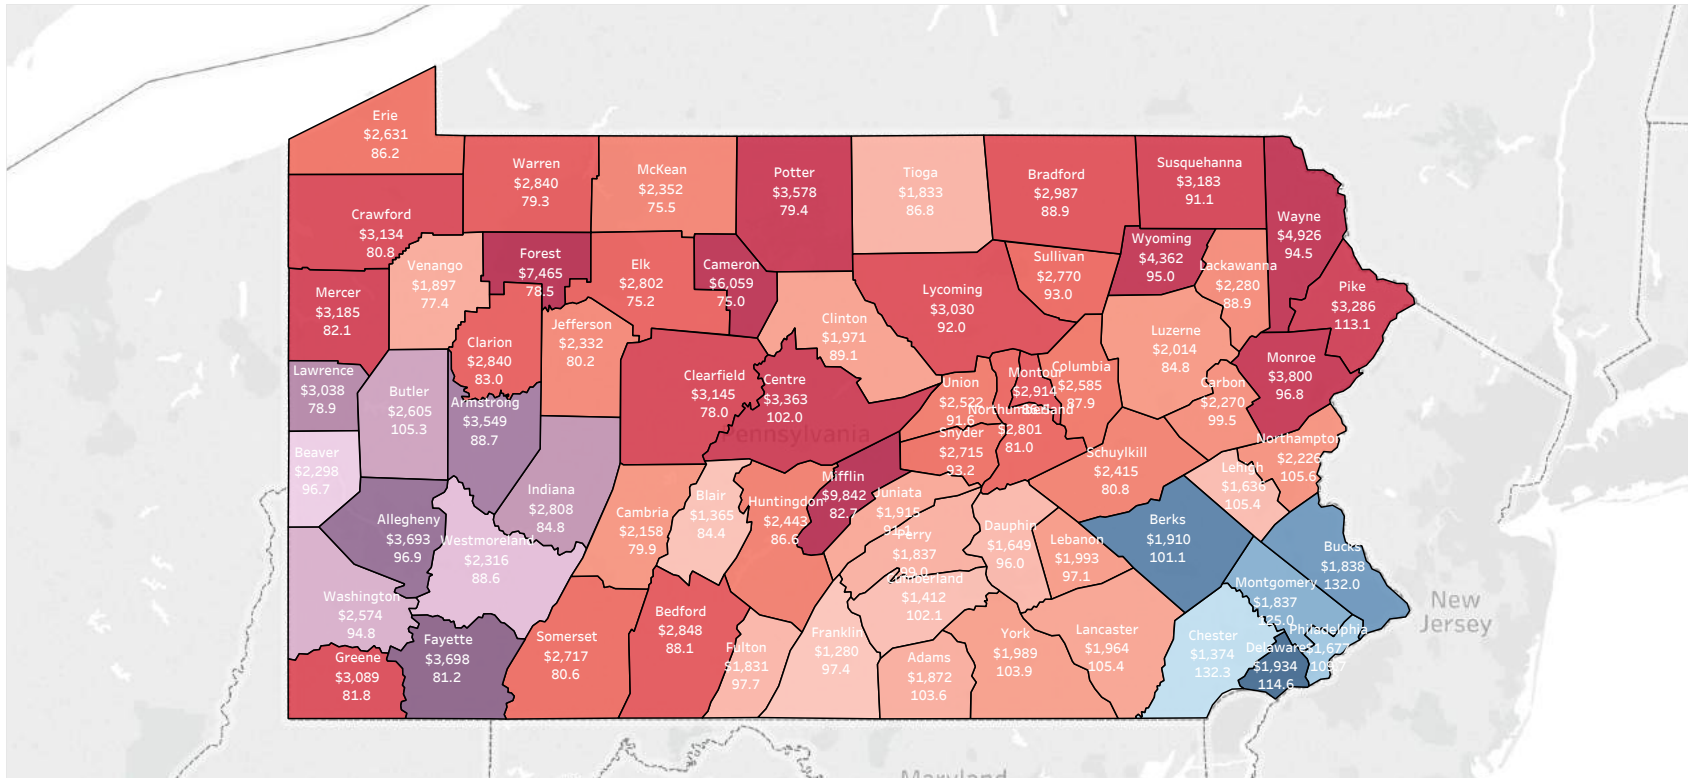 Erie
$2,631
86.2
Warren
$2,840
79.3
McKean
$2,352
75.5
Potter
$3,578
79.4
Tioga
$1,833
86.8
Bradford
$2,987
88.9
Susquehanna
$3,183
91.1
Wayne
$4,926
94.5
Crawford
$3,134
80.8
Venango
$1,897
77.4
Forest
$7,465
78.5
Elk
$2,802
75.2
Cameron
$6,059
75.0
Sullivan
$2,770
93.0
Wyoming
$4,362
95.0
Lackawanna
$2,280
88.9
Pike
$3,286
113.1
Mercer
$3,185
82.1
Clarion
$2,840
83.0
Jefferson
$2,332
80.2
Clinton
$1,971
89.1
Lycoming
$3,030
92.0
Luzerne
$2,014
84.8
Monroe
$3,800
96.8
Lawrence
$3,038
78.9
Butler
$2,605
105.3
Armstrong
$3,549
88.7
Clearfield
$3,145
78.0
Centre
$3,363
102.0
Union
$2,522
91.6
Montour
$2,914
Columbia
$2,585
87.9
Carbon
$2,270
99.5
Northumberland
$2,801
81.0
Snyder
$2,715
93.2
Pennsylvania
Beaver
$2,298
96.7
Indiana
$2,808
84.8
Schuylkill
$2,415
80.8
Northampton
$2,226
105.6
Lehigh
$1,636
105.4
Allegheny
$3,693
96.9
Westmoreland
$2,316
88.6
Cambria
$2,158
79.9
Blair
$1,365
84.4
Huntingdon
$2,443
86.6
Mifflin
$9,842
82.7
Juniata
$1,915
Perry
$1,837
99.0
Dauphin
$1,649
96.0
Lebanon
$1,993
97.1
Berks
$1,910
101.1
Bucks
$1,838
132.0
Washington
$2,574
94.8
Cumberland
$1,412
102.1
Montgomery
$1,837
125.0
Fayette
$3,698
81.2
Somerset
$2,717
80.6
Bedford
$2,848
88.1
Fulton
$1,831
97.7
Franklin
$1,280
97.4
Adams
$1,872
103.6
York
$1,989
103.9
Lancaster
$1,964
105.4
Chester
$1,374
132.3
Delaware
$1,934
114.6
Philadelphia
$1,677
Greene
$3,089
81.8
New
Jersey
Maryland